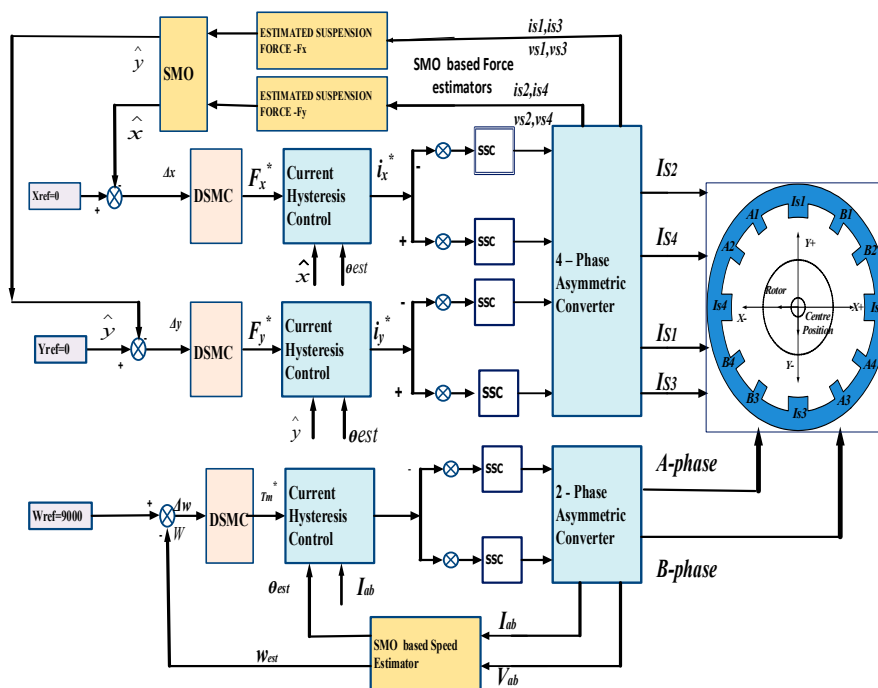 ESTIMATED SUSPENSION
FORCE -Fx
is1,is3
vs1,vs3
SMO
SMO based Force
estimators
ŷ
ESTIMATED SUSPENSION
FORCE -Fy
is2,is4
vs2,vs4
x̂
Xref=0
+
-
Δx
DSMC
Fx*
Current
Hysteresis
Control
ix*
-
+
SSC
SSC
x̂
θest
4 – Phase
Asymmetric
Converter
IS2
IS4
IS1
IS3
Yref=0
ŷ
+
-
Δy
DSMC
Fy*
Current
Hysteresis
Control
iy*
-
+
SSC
SSC
ŷ
θest
Is1
A1
B1
A2
B2
Y+
Rotor
Is4
X-
X+
Is
Centre
Position
Y-
B4
A4
B3
A3
Is3
A-phase
B-phase
Wref=9000
+
-
Δw
W
DSMC
Tm*
Current
Hysteresis
Control
-
SSC
SSC
2 - Phase
Asymmetric
Converter
θest
Iab
SMO based Speed
Estimator
Iab
Vab
west